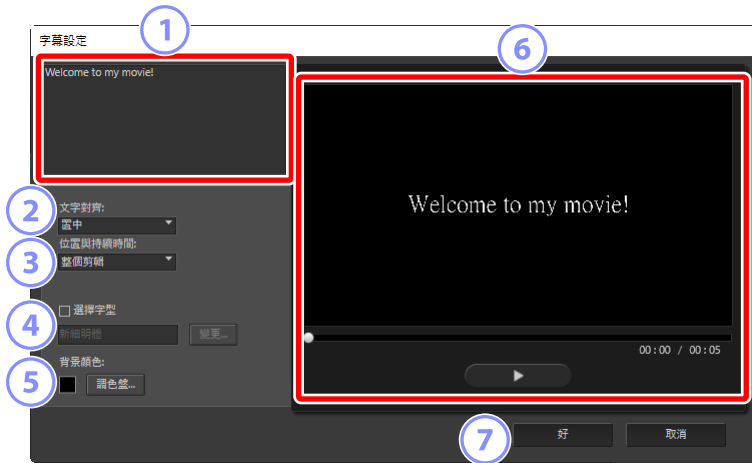 1
字幕設定
6
Welcome to my movie!
Welcome to my movie!
2
文字對齊:
置中
3
位置與持續時間:
整個剪輯
4
選擇字型
新細明體
變更...
00:00 / 00:05
5
背景顏色:
調色盤...
7
好
取消